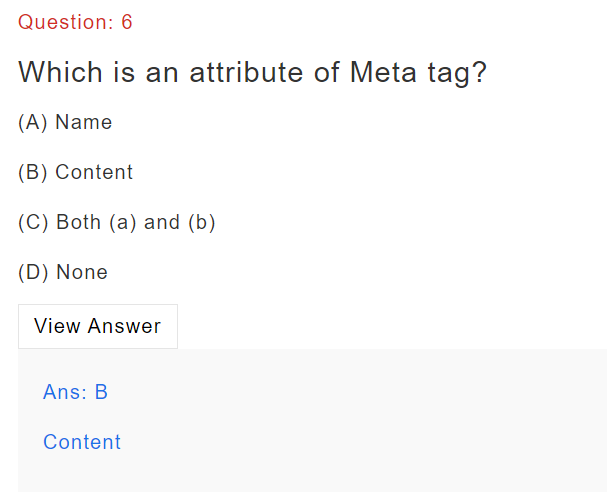 Question: 6
Which is an attribute of Meta tag?
(A) Name
(B) Content
(C) Both (a) and (b)
(D) None
View Answer
Ans: B
Content